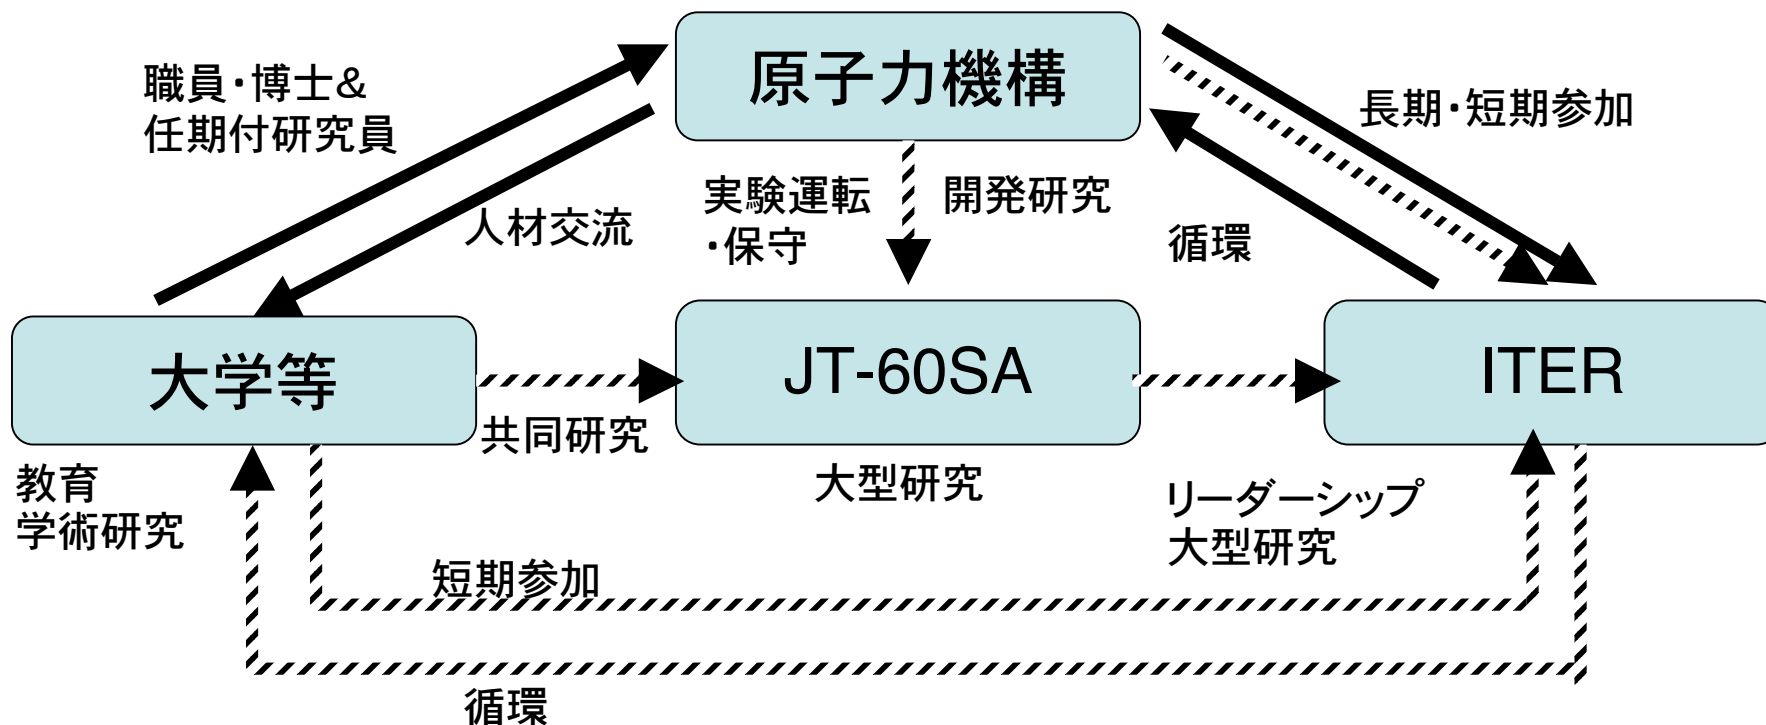 原子力機構
職員・博士&
任期付研究員
長期・短期参加
人材交流
実験運転
・保守
開発研究
循環
大学等
JT-60SA
ITER
共同研究
教育
学術研究
大型研究
リーダーシップ
大型研究
短期参加
循環